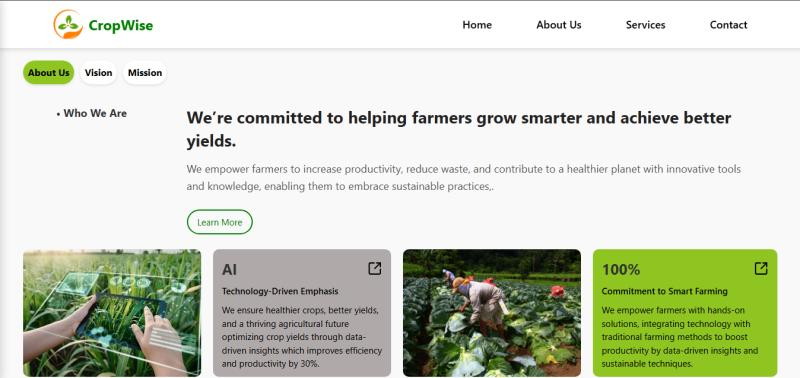 CropWise
Home
About Us
Services
Contact
About Us
Vision
Mission
• Who We Are
We're committed to helping farmers grow smarter and achieve better
yields.
We empower farmers to increase productivity, reduce waste, and contribute to a healthier planet with innovative tools
and knowledge, enabling them to embrace sustainable practices,.
Learn More
AI
Technology-Driven Emphasis
We ensure healthier crops, better yields,
and a thriving agricultural future
optimizing crop yields through data-
driven insights which improves efficiency
and productivity by 30%.
100%
Commitment to Smart Farming
We empower farmers with hands-on
solutions, integrating technology with
traditional farming methods to boost
productivity by data-driven insights and
sustainable techniques.